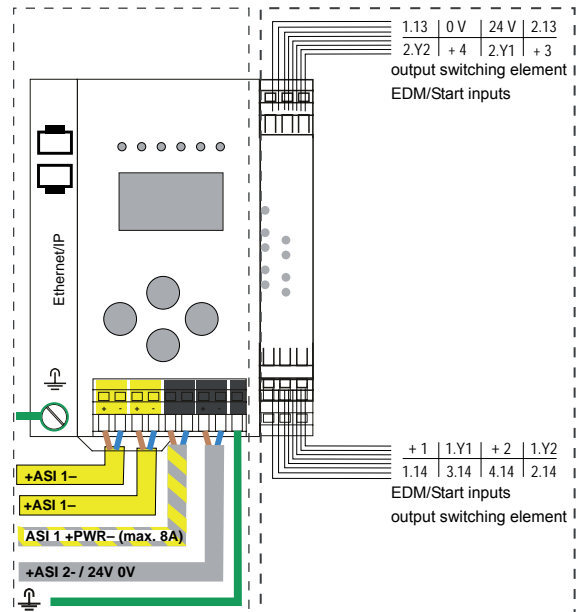 1.13 | 0 V | 24 V | 2.13
2.Y2 | + 4 | 2.Y1 | + 3
output switching element
EDM/Start inputs
Ethernet/IP
+ - + - + -
+ 1 | 1.Y1 | + 2 | 1.Y2
1.14 | 3.14 | 4.14 | 2.14
EDM/Start inputs
output switching element
+ASI 1–
+ASI 1–
ASI 1 +PWR– (max. 8A)
+ASI 2- / 24V 0V